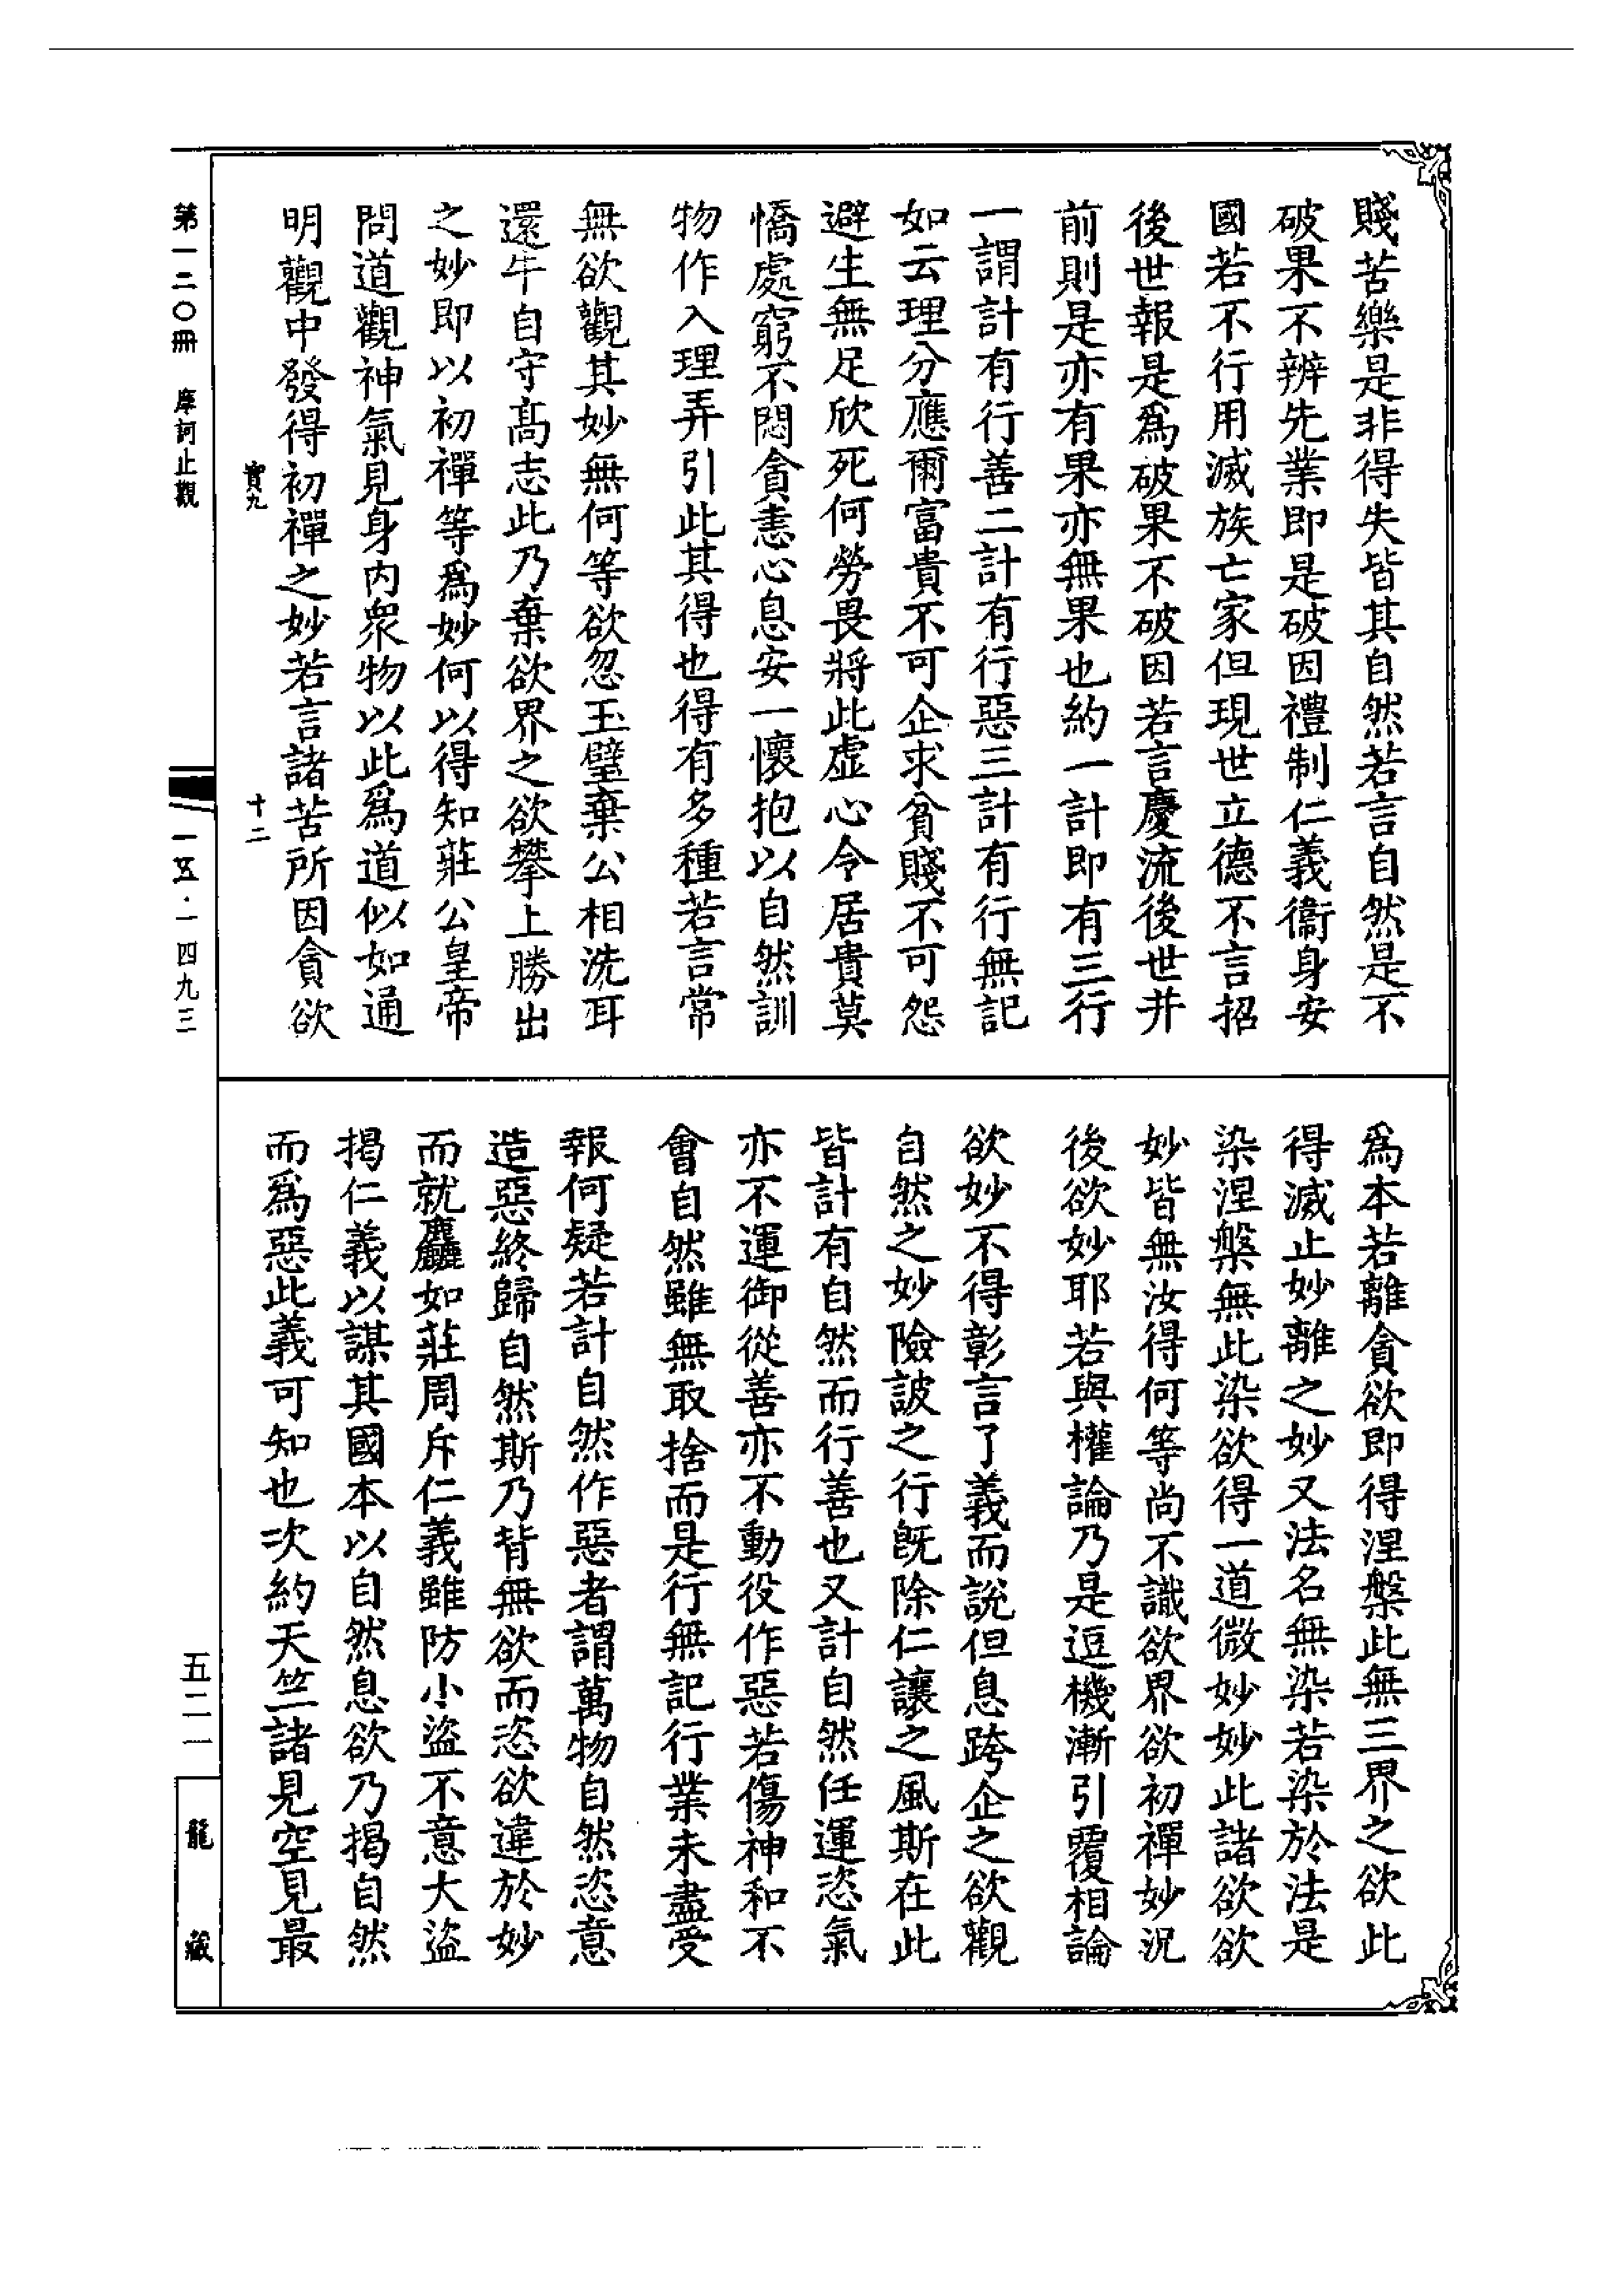 賤苦樂是非得失皆其自然若言自然是不
破果不辨先業即是破因禮制仁義衞身安
國若不行用滅族亡家但現世立德不言招
後世報是為破果不破因若言慶流後世并
前則是亦有果亦無果也約一計即有三行
一謂計有行善二計有行惡三計有行無記
如云理分應爾富貴不可企求貧賤不可怨
避生無足欣死何勞畏將此虛心令居貴莫
憍處窮不悶貪恚心息安一懷抱以自然訓
物作入理弄引此其得也得有多種若言常
無欲觀其妙無何等欲忽玉璧棄公相洗耳
還牛自守髙志此乃棄欲界之欲攀上勝出
之妙即以初禪等為妙何以得知莊公皇帝
問道觀神氣見身内衆物以此為道似如通
明觀中發得初禪之妙若言諸苦所因貪欲
寶九
十二
為本若離貪欲即得涅槃此無三界之欲此
得滅止妙離之妙又法名無染若染於法是
染涅槃無此染欲得一道微妙妙此諸欲欲
妙皆無汝得何等尚不識欲界欲初禪妙況
後欲妙耶若與權論乃是逗機漸引覆相論
欲妙不得彰言了義而説但息跨企之欲觀
自然之妙險詖之行旣除仁讓之風斯在此
皆計有自然而行善也又計自然任運恣氣
亦不運御從善亦不動役作惡若傷神和不
會自然雖無取捨而是行無記行業未盡受
報何疑若計自然作惡者謂萬物自然恣意
造惡終歸自然斯乃背無欲而恣欲違於妙
而就麤如莊周斥仁義雖防小盜不意大盜
揭仁義以謀其國本以自然息欲乃揭自然
而為惡此義可知也次約天竺諸見空見最
第一二〇冊 摩訶止觀
一五·一四九三
五二一
龍藏